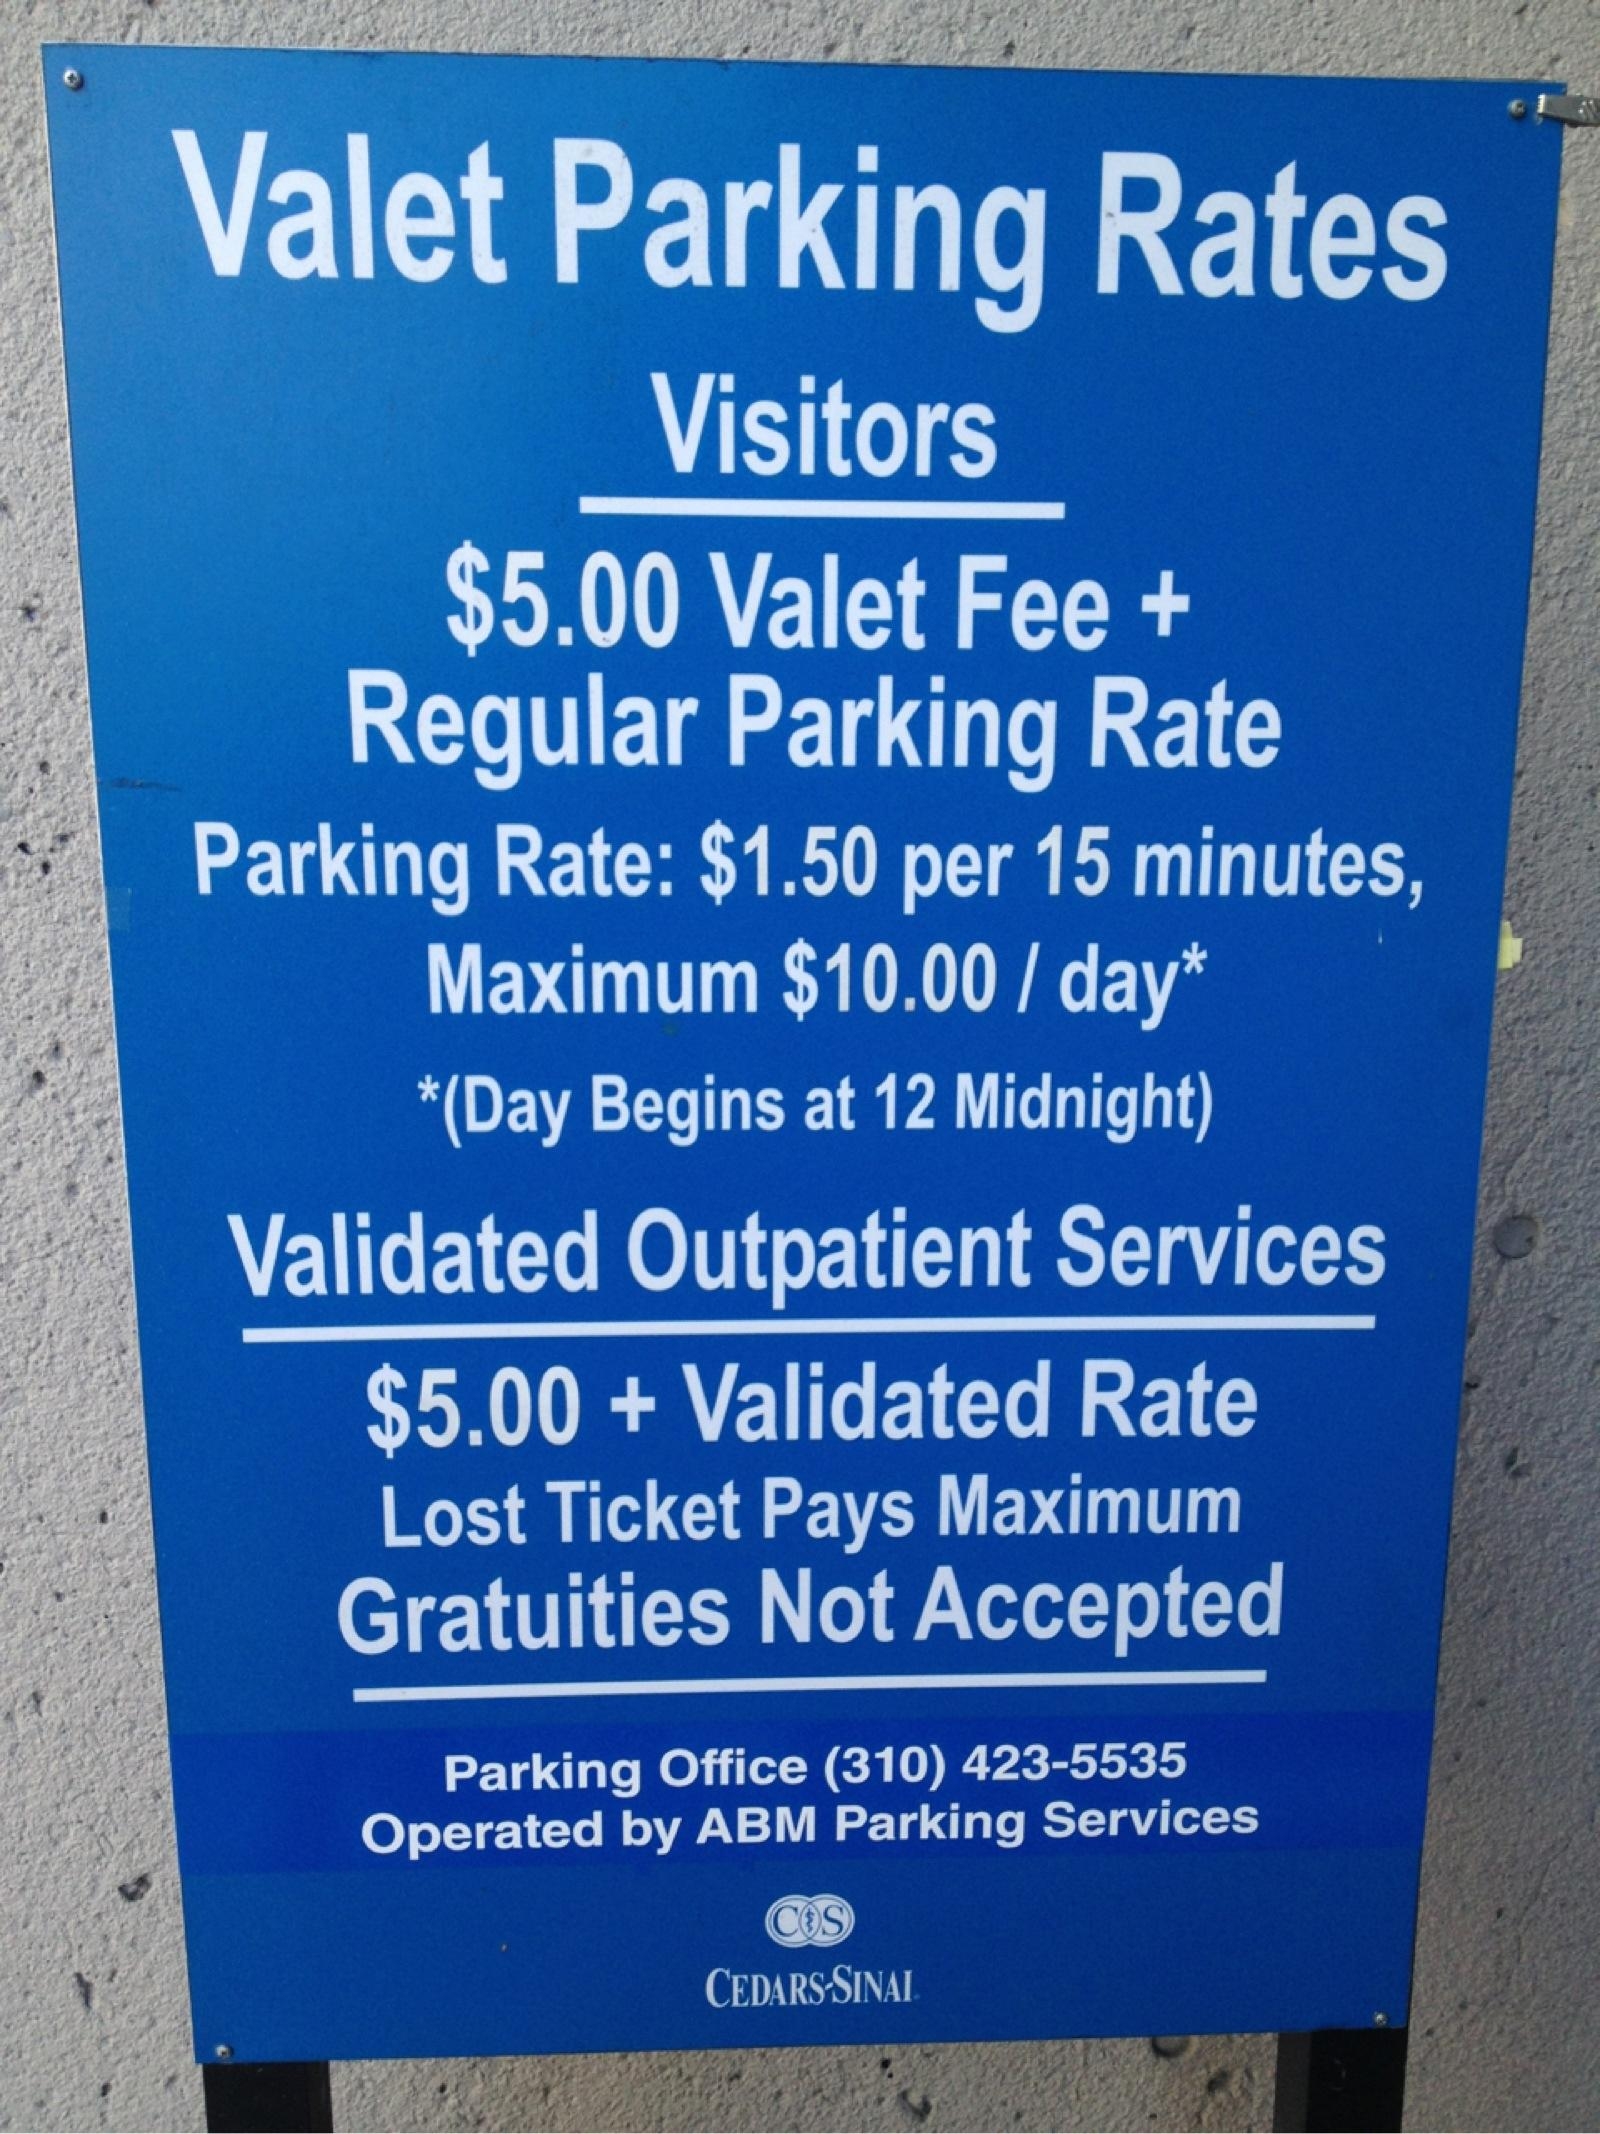 Valet Parking Rates
Visitors
$5.00 Valet Fee +
Regular Parking Rate
Parking Rate: $1.50 per 15 minutes,
Maximum $10.00 / day*
*(Day Begins at 12 Midnight)
Validated Outpatient Services
$5.00 + Validated Rate
Lost Ticket Pays Maximum
Gratuities Not Accepted
Parking Office (310) 423-5535
Operated by ABM Parking Services
CS
CEDARS-SINAI